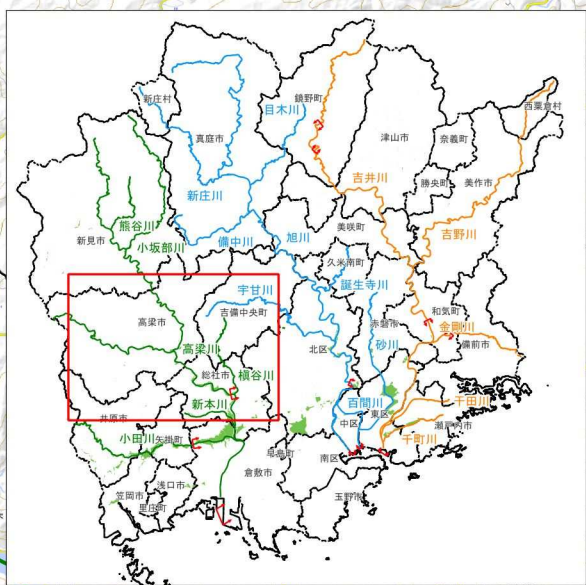 新庄村
真庭市
目木川
鏡野町
津山市
奈義町
西粟倉村
勝央町
美作市
新庄川
吉井川
熊谷川
備中川
旭川
美咲町
吉野川
新見市
小坂部川
久米南町
誕生寺川
宇甘川
吉備中央町
高梁市
和気町
赤磐市
金剛川
備前市
砂川
北区
高梁川
総社市
槇谷川
新本川
百間川
東区
中区
千田川
瀬戸内市
千町川
井原市
小田川
矢掛町
早島町
南区
倉敷市
浅口市
笠岡市
里庄町
玉野市